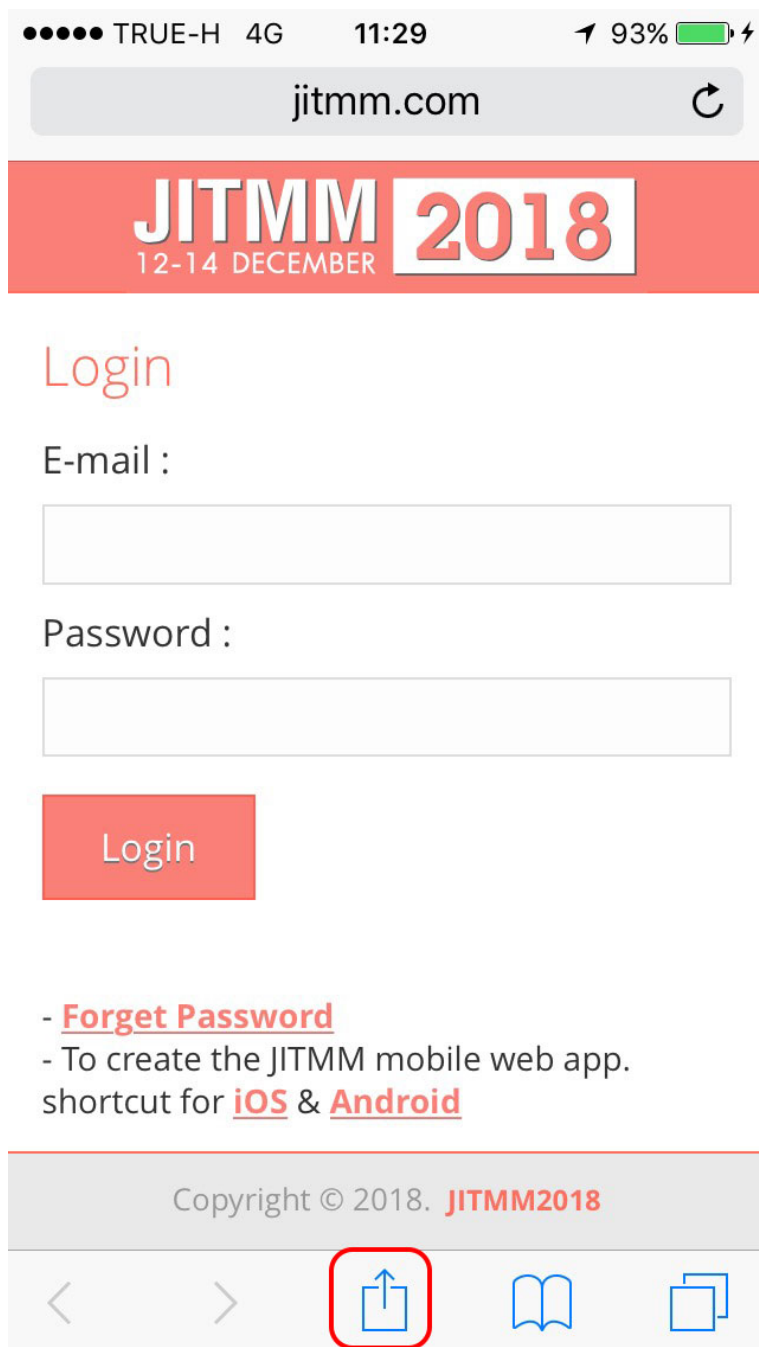 TRUE-H 4G 11:29 93%
jitmm.com
JITMM 2018
12-14 DECEMBER
Login
E-mail :
Password :
Login
- Forget Password
- To create the JITMM mobile web app.
shortcut for iOS & Android
Copyright © 2018. JITMM2018